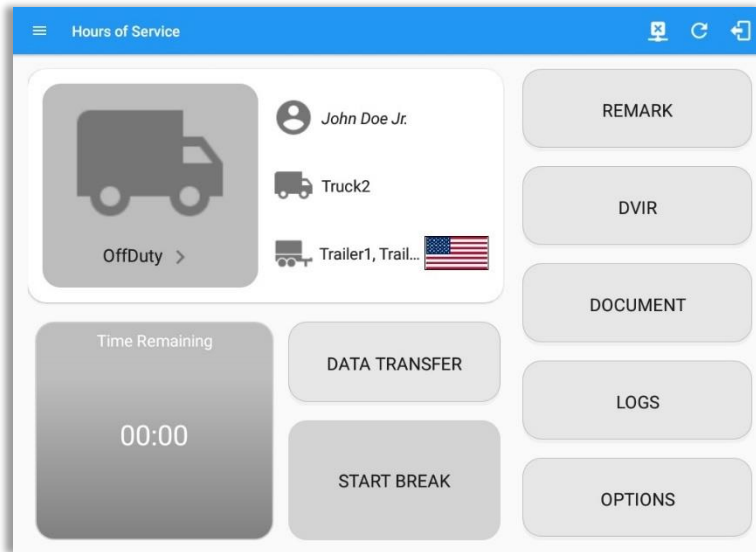 Hours of Service
John Doe Jr.
Truck2
Trailer1, Trail...
OffDuty >
Time Remaining
00:00
DATA TRANSFER
START BREAK
REMARK
DVIR
DOCUMENT
LOGS
OPTIONS